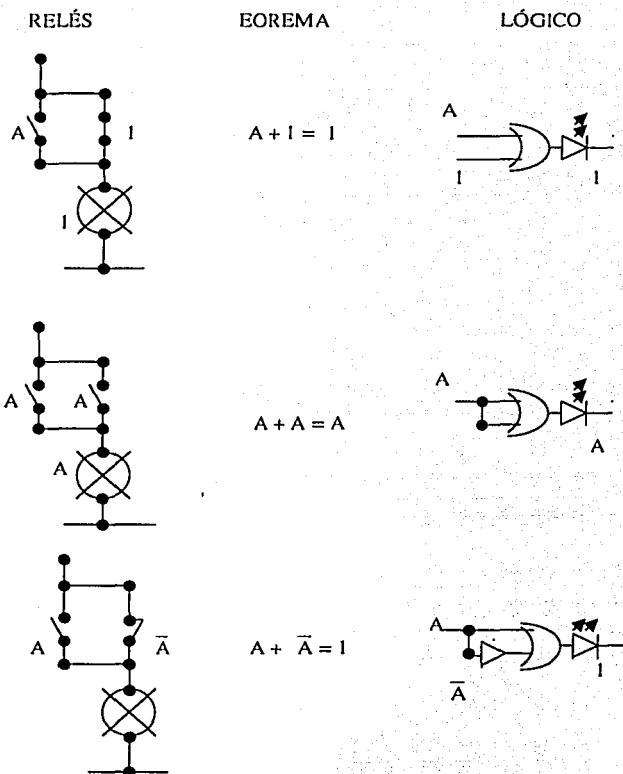 RELÉS EOREMA LÓGICO
A 1 A + 1 = 1 A 1 1
1
A A A + A = A A A
A
A A̅ A + A̅ = 1 A A̅ 1